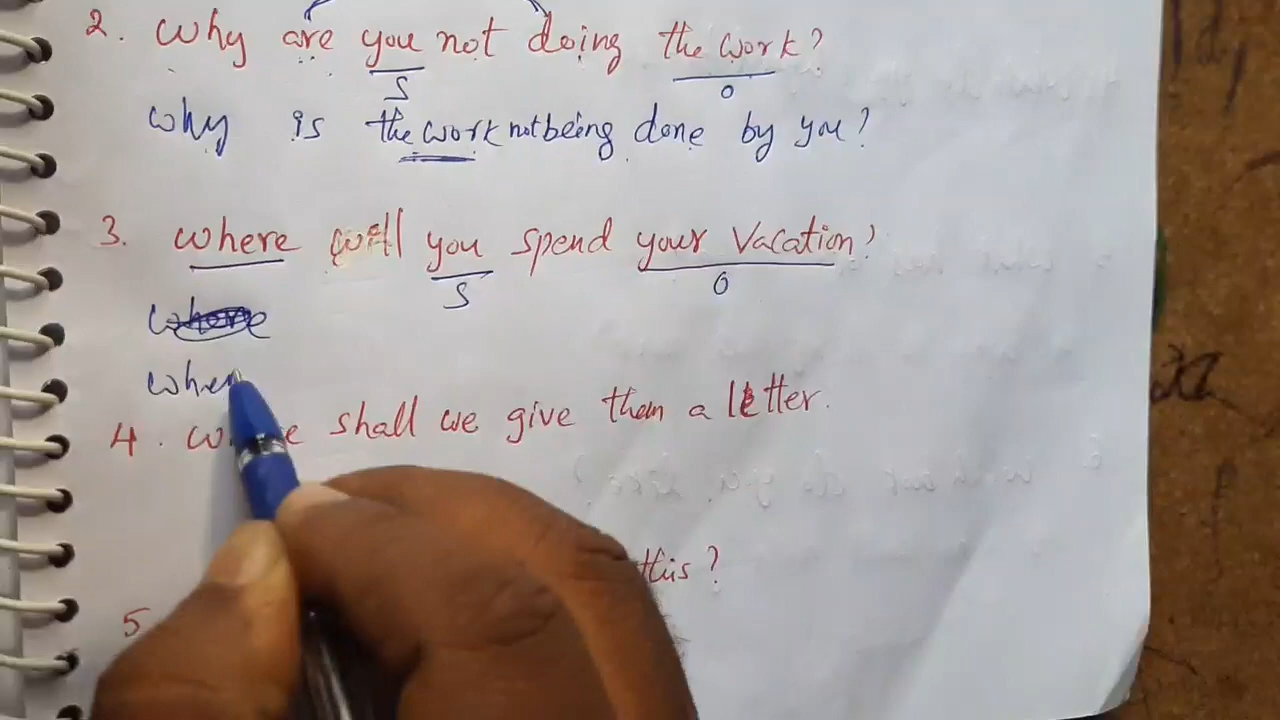 2. Why are you not doing the work?
S O
Why is the work not being done by you?
3. where will you spend your vacation?
S O
where
wher
4. shall we give them a letter.
this?
5